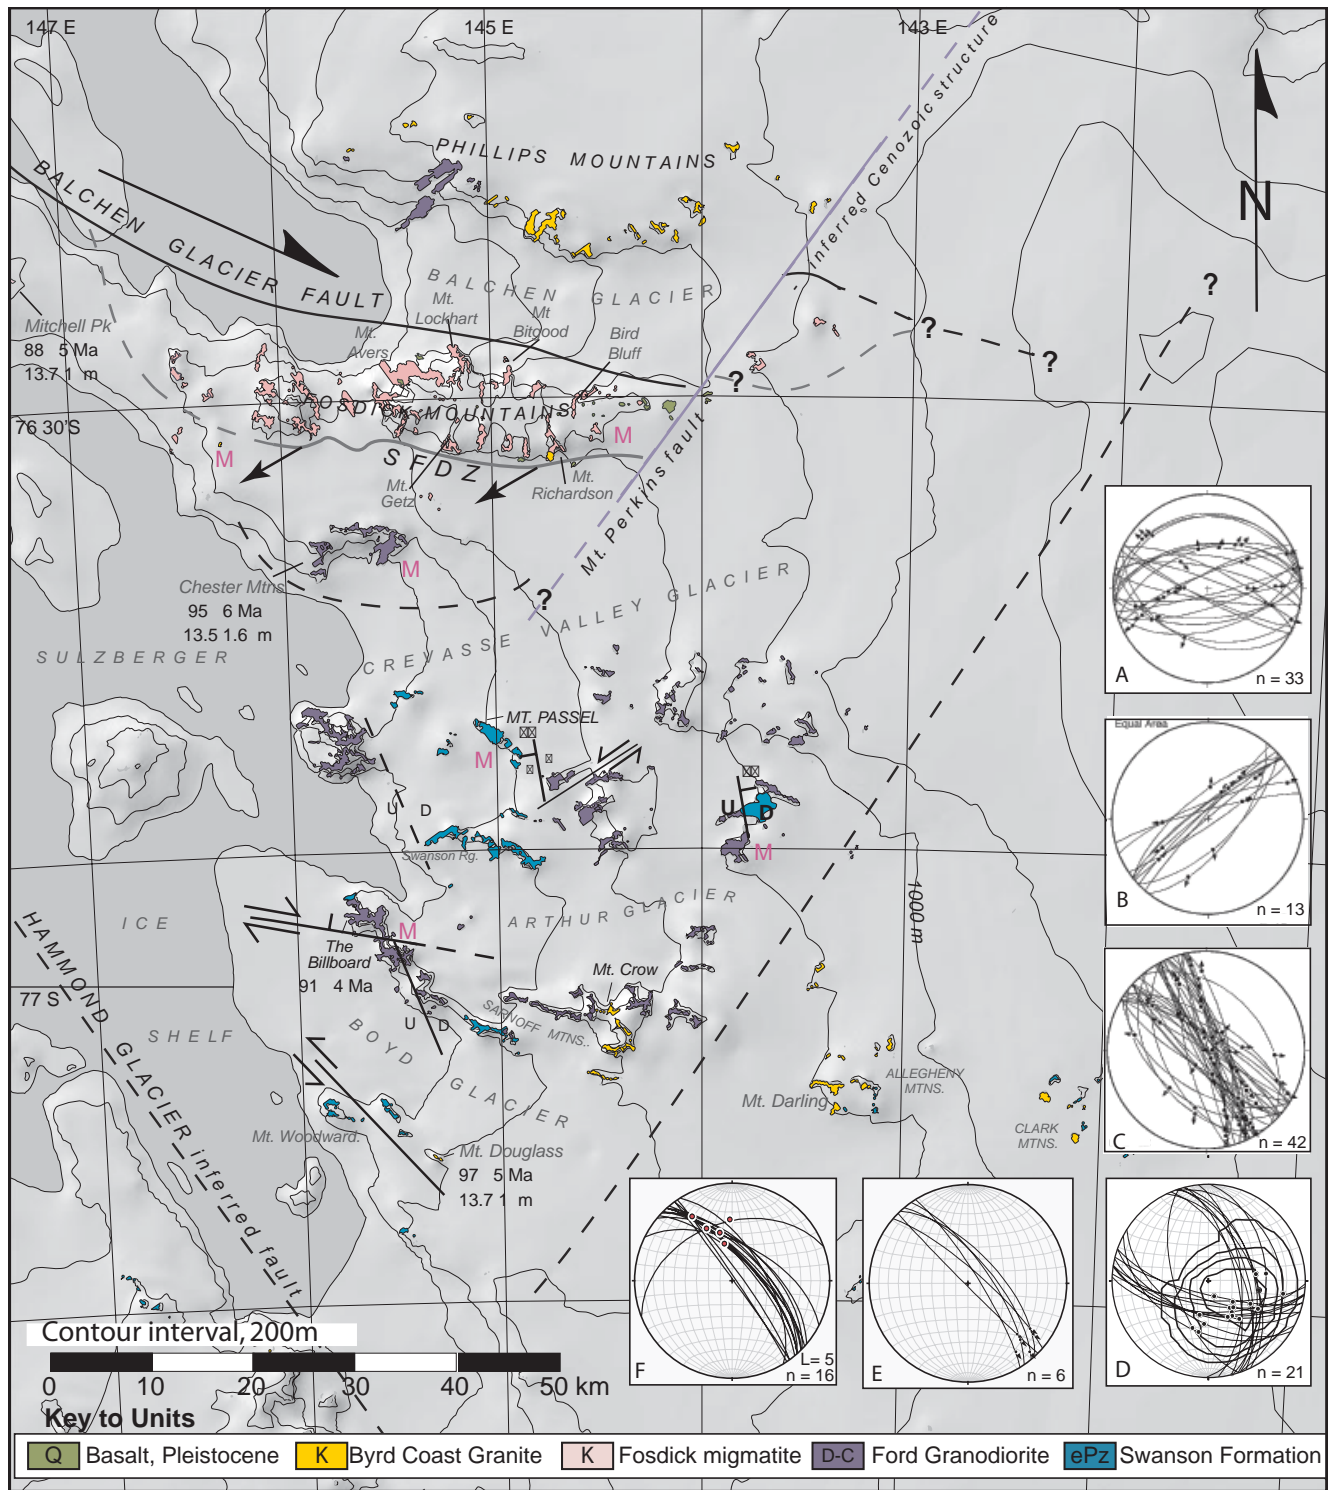 147 E
145 E
143 E
PHILLIPS MOUNTAINS
BALCHEN GLACIER FAULT
BALCHEN GLACIER
Inferred Cenozoic structure
N
Mitchell Pk
88 5 Ma
13.7 1 m
Mt. Avers
Mt. Lockhart
Mt Bitgood
Bird Bluff
?
?
?
?
FOSDICK MOUNTAINS
76 30'S
M
M
SFDZ
Mt. Getz
Mt. Richardson
Mt. Perkins fault
Chester Mtns
95 6 Ma
13.5 1.6 m
M
?
SULZBERGER
CREVASSE VALLEY GLACIER
MT. PASSEL
M
U D
U
D
M
Swanson Rg.
ICE
ARTHUR GLACIER
1000 m
M
The
Billboard
91 4 Ma
Mt. Crow
77 S
HAMMOND GLACIER inferred fault
SHELF
U D
SARNOFF MTNS..
BOYD GLACIER
Mt. Woodward.
Mt. Douglass
97 5 Ma
13.7 1 m
Mt. Darling
ALLEGHENY
MTNS.
CLARK
MTNS.
A
n = 33
Equal Area
B
n = 13
C
n = 42
F
L= 5
n = 16
E
n = 6
D
n = 21
Contour interval, 200m
0 10 20 30 40 50 km
Key to Units
Q Basalt, Pleistocene K Byrd Coast Granite K Fosdick migmatite D-C Ford Granodiorite ePz Swanson Formation